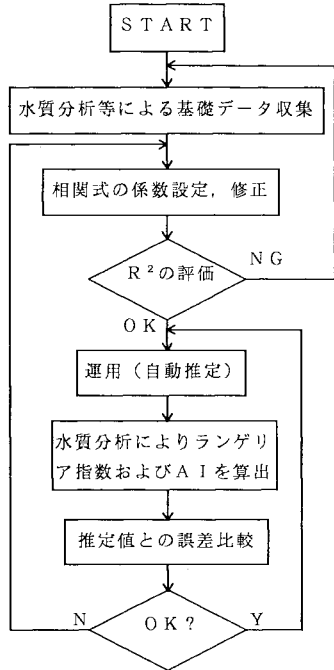 START
水質分析等による基礎データ収集
相関式の係数設定，修正
R²の評価
NG
OK
運用（自動推定）
水質分析によりランゲリ
ア指数およびAIを算出
推定値との誤差比較
N
OK？
Y